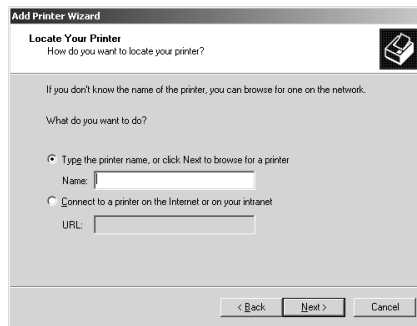 Add Printer Wizard
Locate Your Printer
How do you want to locate your printer?
If you don't know the name of the printer, you can browse for one on the network.
What do you want to do?
Type the printer name, or click Next to browse for a printer
Name:
Connect to a printer on the Internet or on your intranet
URL:
< Back Next > Cancel